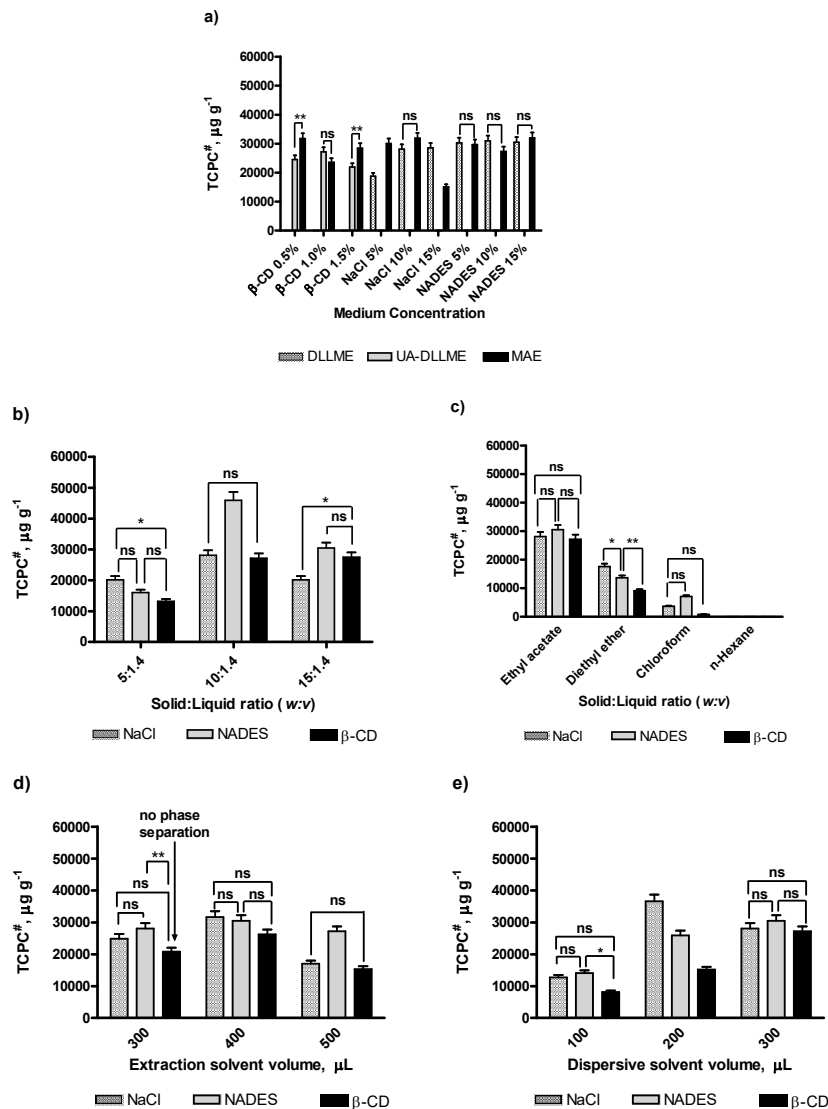 a)
60000
50000
40000
30000
20000
10000
0
TCPC#, µg g-1
** ns ** ns ns ns ns
β-CD 0.5%
β-CD 1.0%
β-CD 1.5%
NaCl 5%
NaCl 10%
NaCl 15%
NADES 5%
NADES 10%
NADES 15%
Medium Concentration
DLLME UA-DLLME MAE
b)
60000
50000
40000
30000
20000
10000
0
TCPC#, µg g-1
*
ns ns
ns
*
ns
5:1.4
10:1.4
15:1.4
Solid:Liquid ratio (w:v)
NaCl NADES β-CD
c)
60000
50000
40000
30000
20000
10000
0
TCPC#, µg g-1
ns
ns ns
* **
ns
ns
Ethyl acetate
Diethyl ether
Chloroform
n-Hexane
Solid:Liquid ratio (w:v)
NaCl NADES β-CD
d)
60000
50000
40000
30000
20000
10000
0
TCPC#, µg g-1
no phase
separation
**
ns
ns
ns
ns ns
ns
300
400
500
Extraction solvent volume, µL
NaCl NADES β-CD
e)
60000
50000
40000
30000
20000
10000
0
TCPC#, µg g-1
ns
ns *
ns
ns ns
100
200
300
Dispersive solvent volume, µL
NaCl NADES β-CD